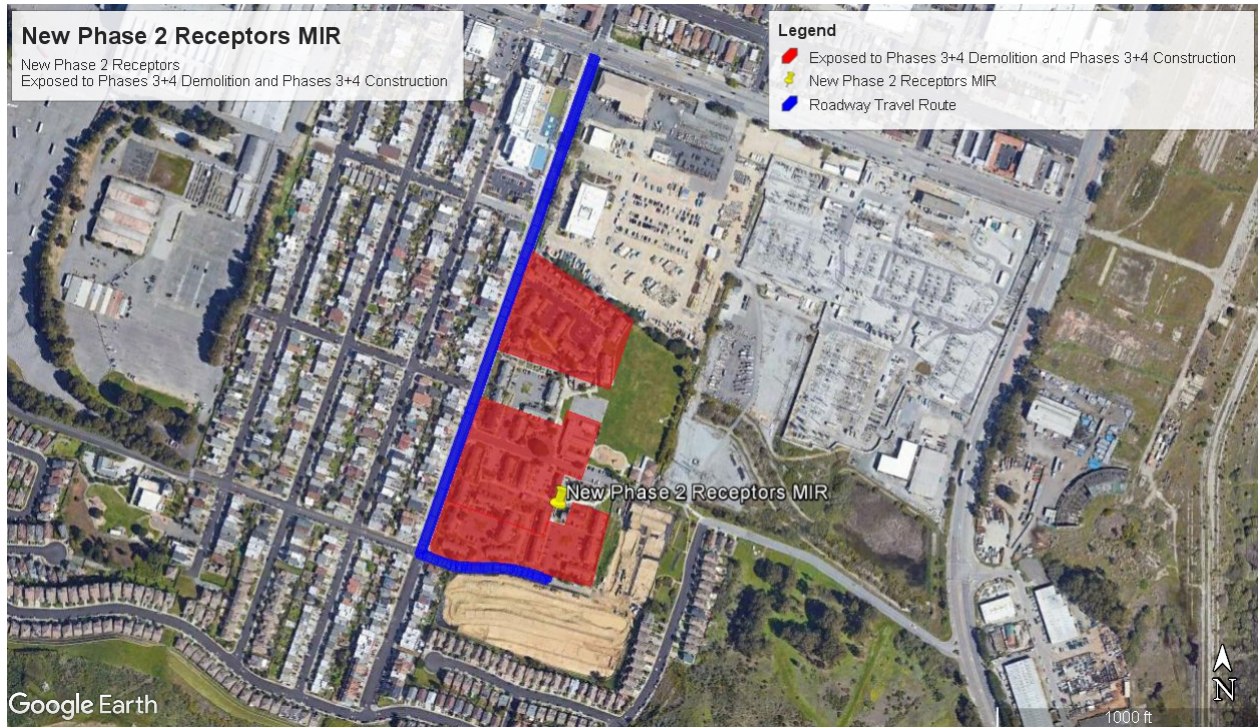 New Phase 2 Receptors MIR
New Phase 2 Receptors
Exposed to Phases 3+4 Demolition and Phases 3+4 Construction
Legend
Exposed to Phases 3+4 Demolition and Phases 3+4 Construction
New Phase 2 Receptors MIR
Roadway Travel Route
New Phase 2 Receptors MIR
Google Earth
N
1000 ft